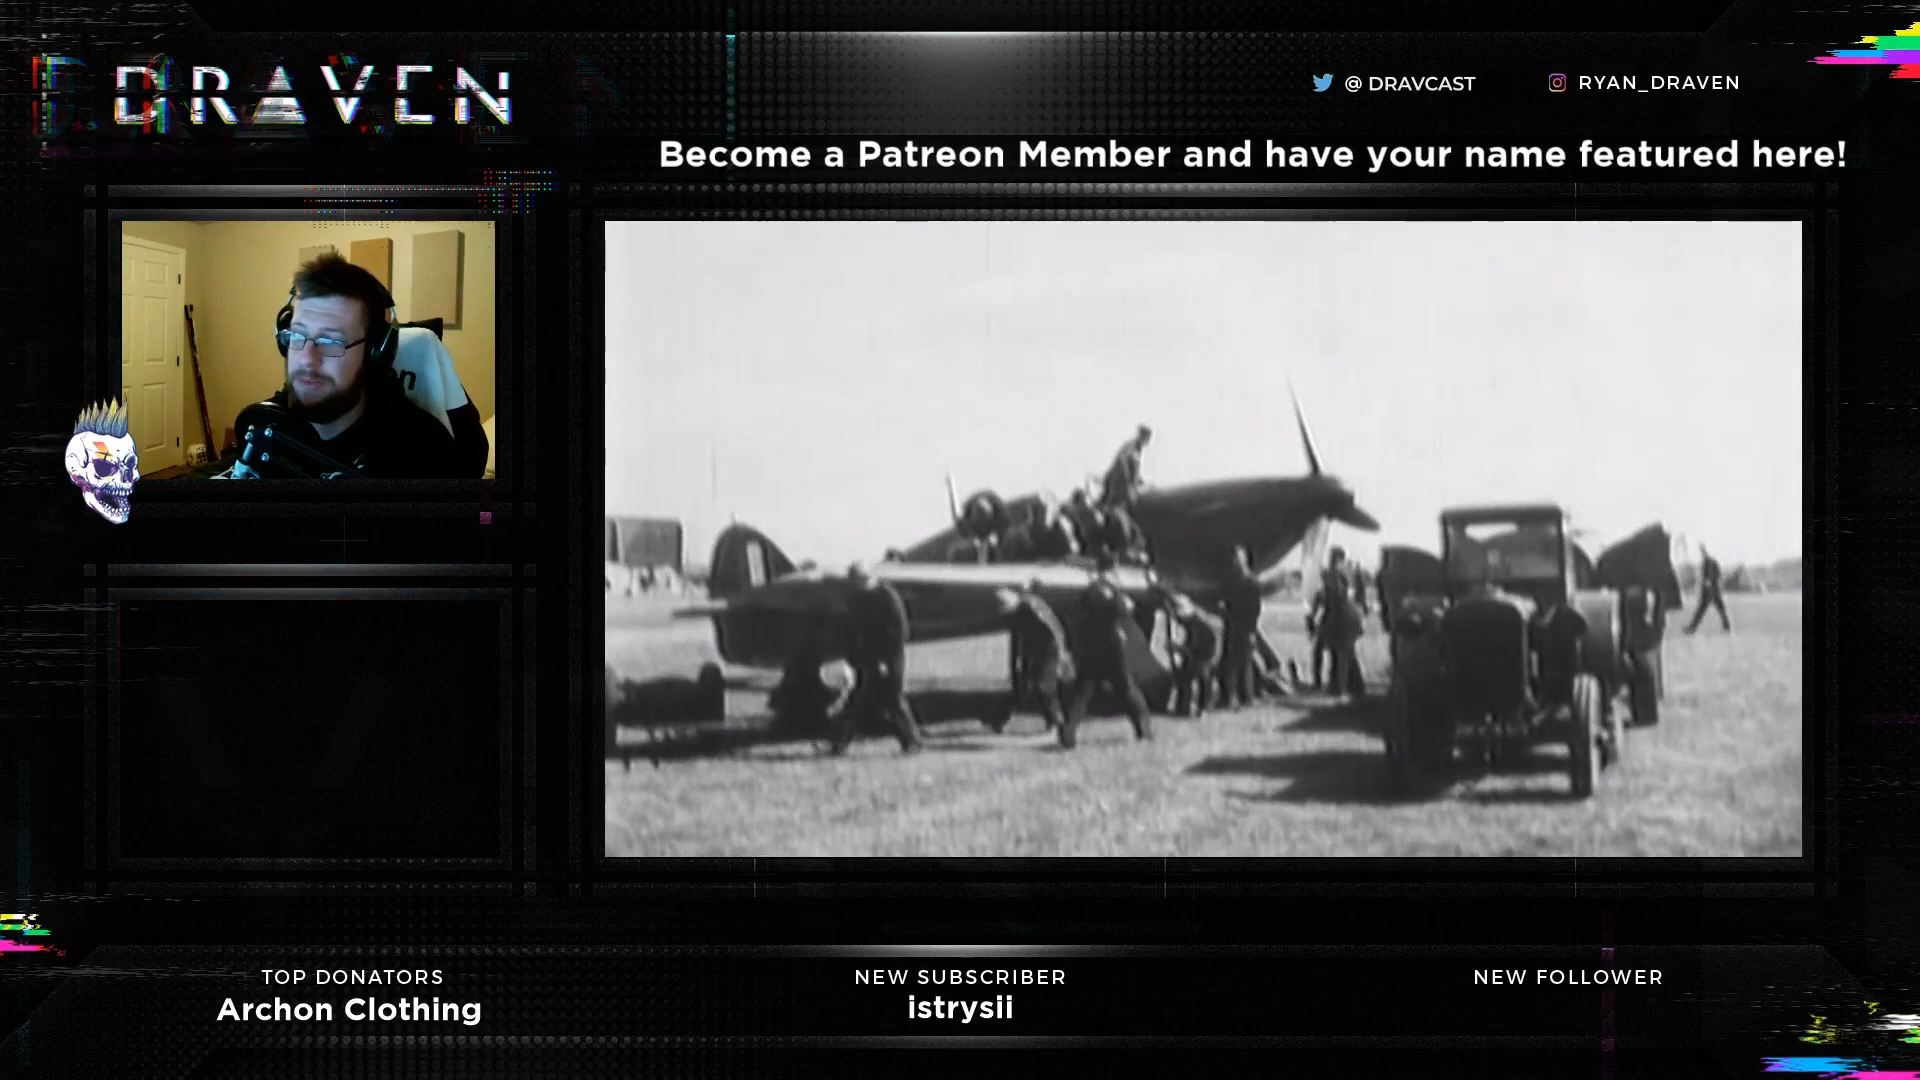 DRAVEN
@ DRAVCAST
RYAN_DRAVEN
Become a Patreon Member and have your name featured here!
TOP DONATORS
Archon Clothing
NEW SUBSCRIBER
istrysii
NEW FOLLOWER